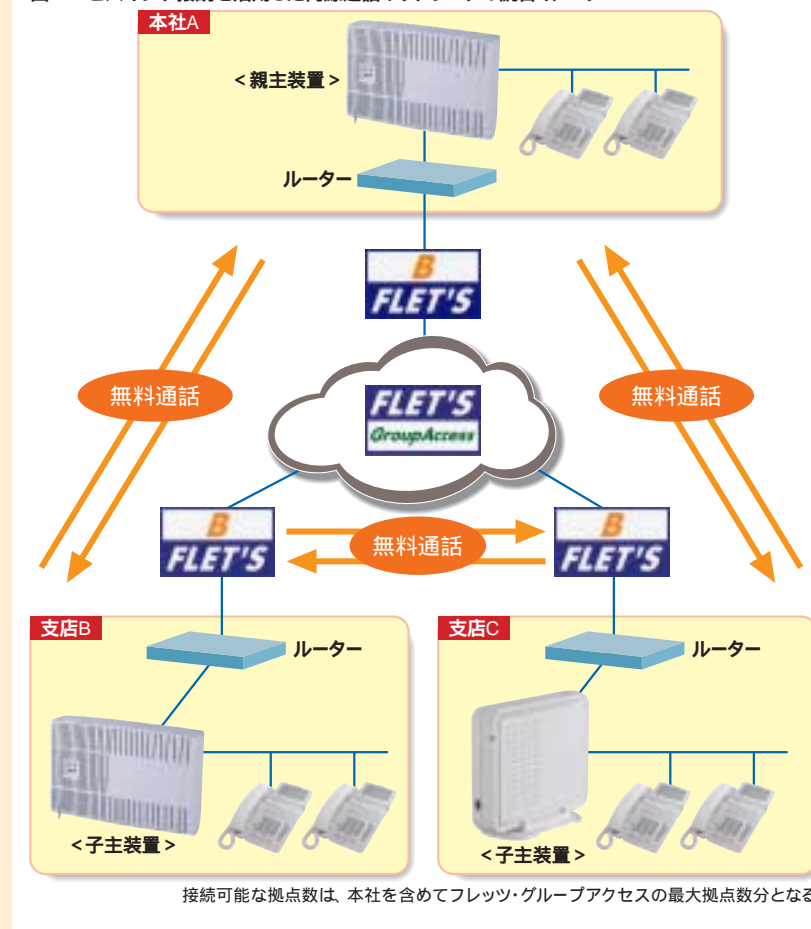 本社A
<親主装置>
ルーター
B
FLET'S
無料通話
無料通話
FLET'S
GroupAccess
B
FLET'S
無料通話
B
FLET'S
支店B
ルーター
<子主装置>
支店C
ルーター
<子主装置>
接続可能な拠点数は、本社を含めてフレッツ・グループアクセスの最大拠点数分となる